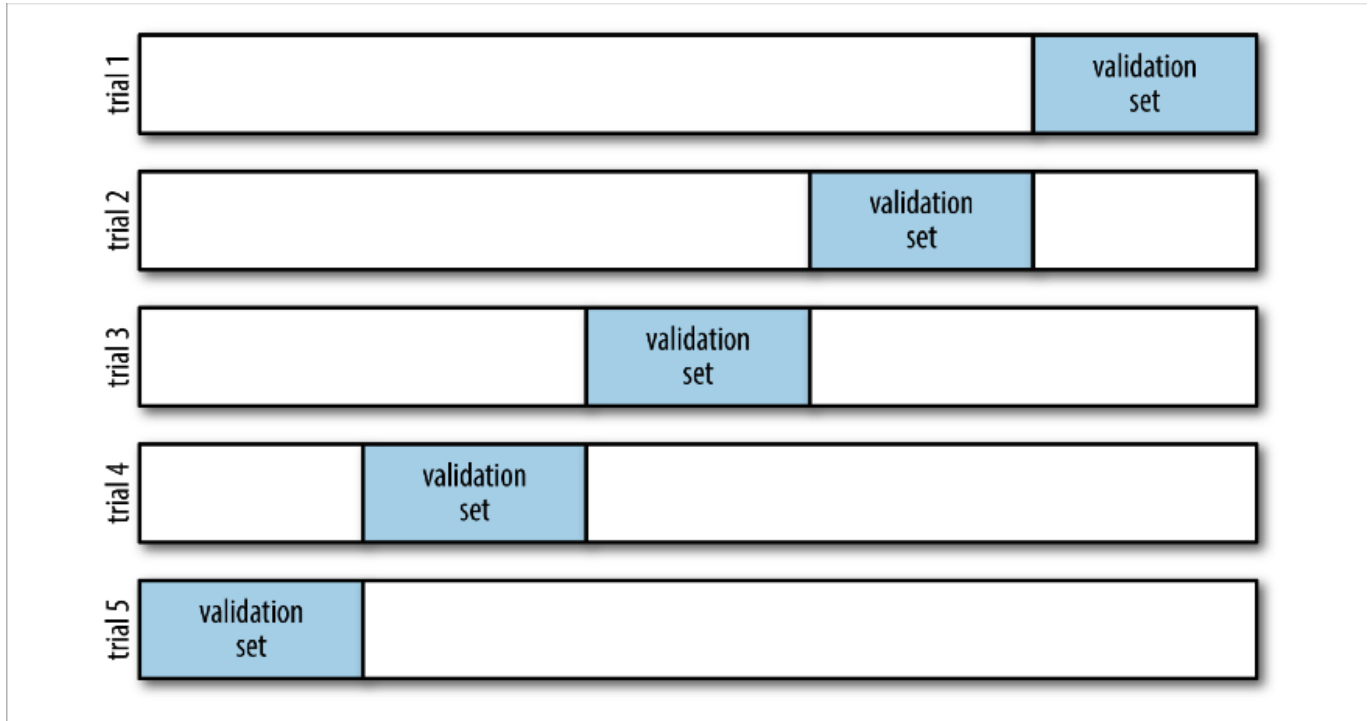 trial 1
validation
set
trial 2
validation
set
trial 3
validation
set
trial 4
validation
set
trial 5
validation
set